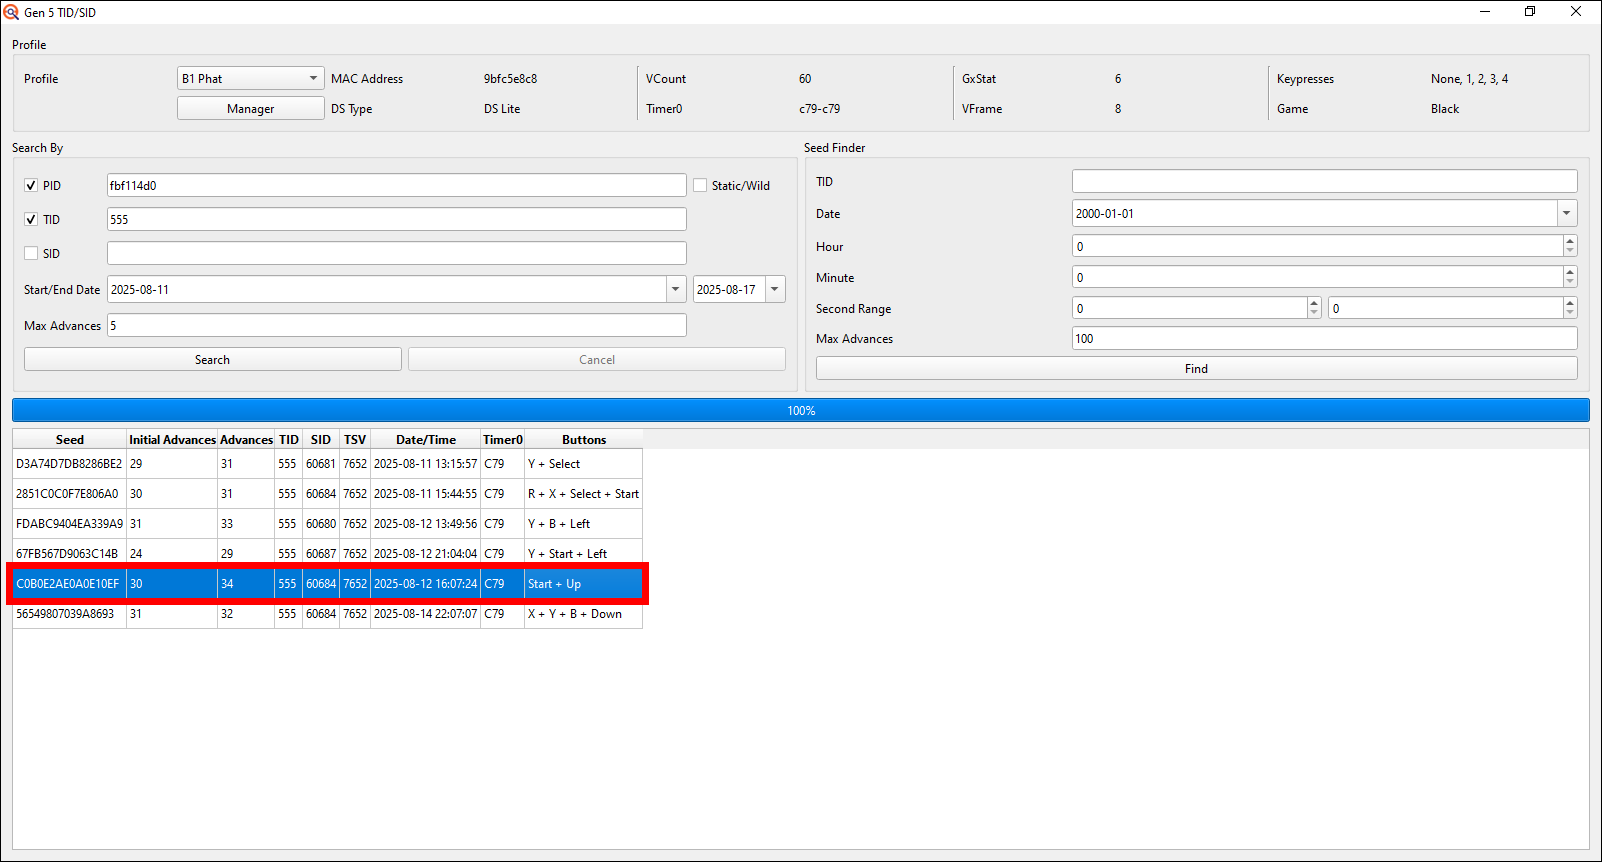 Gen 5 TID/SID
Profile
Profile B1 Phat MAC Address 9bfc5e8c8 VCount 60 GxStat 6 Keypresses None, 1, 2, 3, 4
Manager DS Type DS Lite Timer0 c79-c79 VFrame 8 Game Black
Search By
PID fbf114d0 Static/Wild
TID 555
SID
Start/End Date 2025-08-11 2025-08-17
Max Advances 5
Search Cancel
Seed Finder
TID
Date 2000-01-01
Hour 0
Minute 0
Second Range 0 0
Max Advances 100
Find
100%
Seed Initial Advances Advances TID SID TSV Date/Time Timer0 Buttons
D3A74D7DB8286BE2 29 31 555 60681 7652 2025-08-11 13:15:57 C79 Y + Select
2851C0C0F7E806A0 30 31 555 60684 7652 2025-08-11 15:44:55 C79 R + X + Select + Start
FDABC9404EA339A9 31 33 555 60680 7652 2025-08-12 13:49:56 C79 Y + B + Left
67FB567D9063C14B 24 29 555 60687 7652 2025-08-12 21:04:04 C79 Y + Start + Left
C0B0E2AE0A0E10EF 30 34 555 60684 7652 2025-08-12 16:07:24 C79 Start + Up
56549807039A8693 31 32 555 60684 7652 2025-08-14 22:07:07 C79 X + Y + B + Down